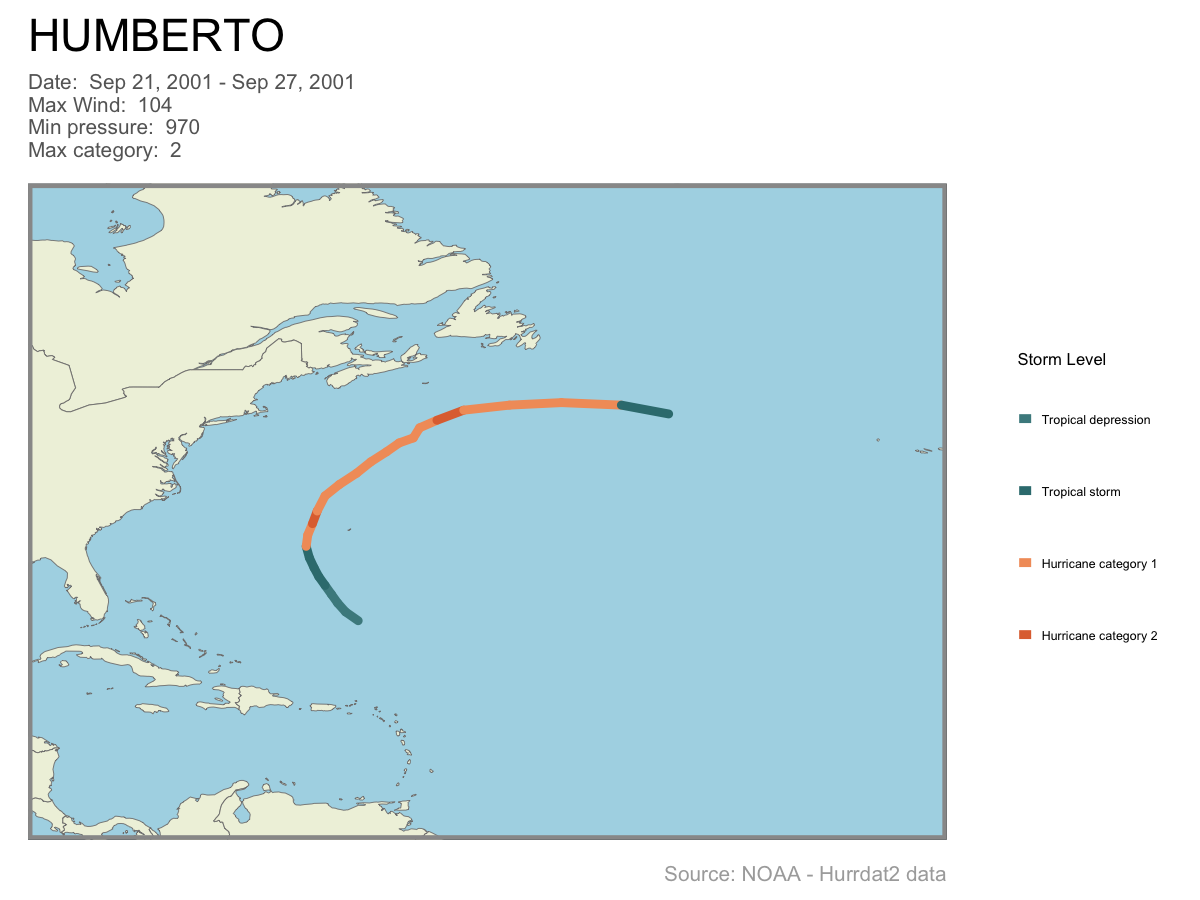 HUMBERTO
Date:  Sep 21, 2001 - Sep 27, 2001
Max Wind:  104
Min pressure:  970
Max category:  2
Storm Level
Tropical depression
Tropical storm
Hurricane category 1
Hurricane category 2
Source: NOAA - Hurrdat2 data